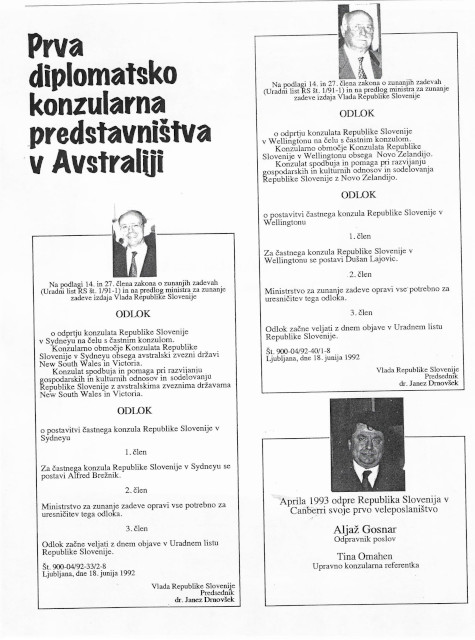 Prva
diplomatsko
konzularna
predstavništva
v Avstraliji
Na podlagi 14. in 27. člena zakona o zunanjih zadevah
(Uradni list RS št. 1/91-1) in na predlog ministra za zunanje
zadeve izdaja Vlada Republike Slovenije
ODLOK
o odprtju konzulata Republike Slovenije
v Sydneyu na čelu s častnim konzulom.
Konzularno območje Konzulata Republike
Slovenije v Sydneyu obsega avstralski zvezni državi
New South Wales in Victoria.
Konzulat spodbuja in pomaga pri razvijanju
gospodarskih in kulturnih odnosov in sodelovanju
Republike Slovenije z avstralskima zveznima državama
New South Wales in Victoria.
ODLOK
o postavitvi častnega konzula Republike Slovenije v
Sydneyu
1. člen
Za častnega konzula Republike Slovenije v Sydneyu se
postavi Alfred Brežnik.
2. člen
Ministrstvo za zunanje zadeve opravi vse potrebno za
uresničitev tega odloka.
3. člen
Odlok začne veljati z dnem objave v Uradnem listu
Republike Slovenije.
Št. 900-04/92-33/2-8
Ljubljana, dne 18. junija 1992
Vlada Republike Slovenije
Predsednik
dr. Janez Drnovšek
Na podlagi 14. in 27. člena zakona o zunanjih zadevah
(Uradni list RS št. 1/91-1) in na predlog ministra za zunanje
zadeve izdaja Vlada Republike Slovenije
ODLOK
o odprtju konzulata Republike Slovenije
v Wellingtonu na čelu s častnim konzulom.
Konzularno območje Konzulata Republike
Slovenije v Wellingtonu obsega Novo Zelandijo.
Konzulat spodbuja in pomaga pri razvijanju
gospodarskih in kulturnih odnosov in sodelovanja
Republike Slovenije z Novo Zelandijo.
ODLOK
o postavitvi častnega konzula Republike Slovenije v
Wellingtonu
1. člen
Za častnega konzula Republike Slovenije v
Wellingtonu se postavi Dušan Lajovic.
2. člen
Ministrstvo za zunanje zadeve opravi vse potrebno za
uresničitev tega odloka.
3. člen
Odlok začne veljati z dnem objave v Uradnem listu
Republike Slovenije.
Št. 900-04/92-40/1-8
Ljubljana, dne 18. junija 1992
Vlada Republike Slovenije
Predsednik
dr. Janez Drnovšek
Aprila 1993 odpre Republika Slovenija v
Canberri svoje prvo veleposlaništvo
Aljaž Gosnar
Odpravnik poslov
Tina Omahen
Upravno konzularna referentka